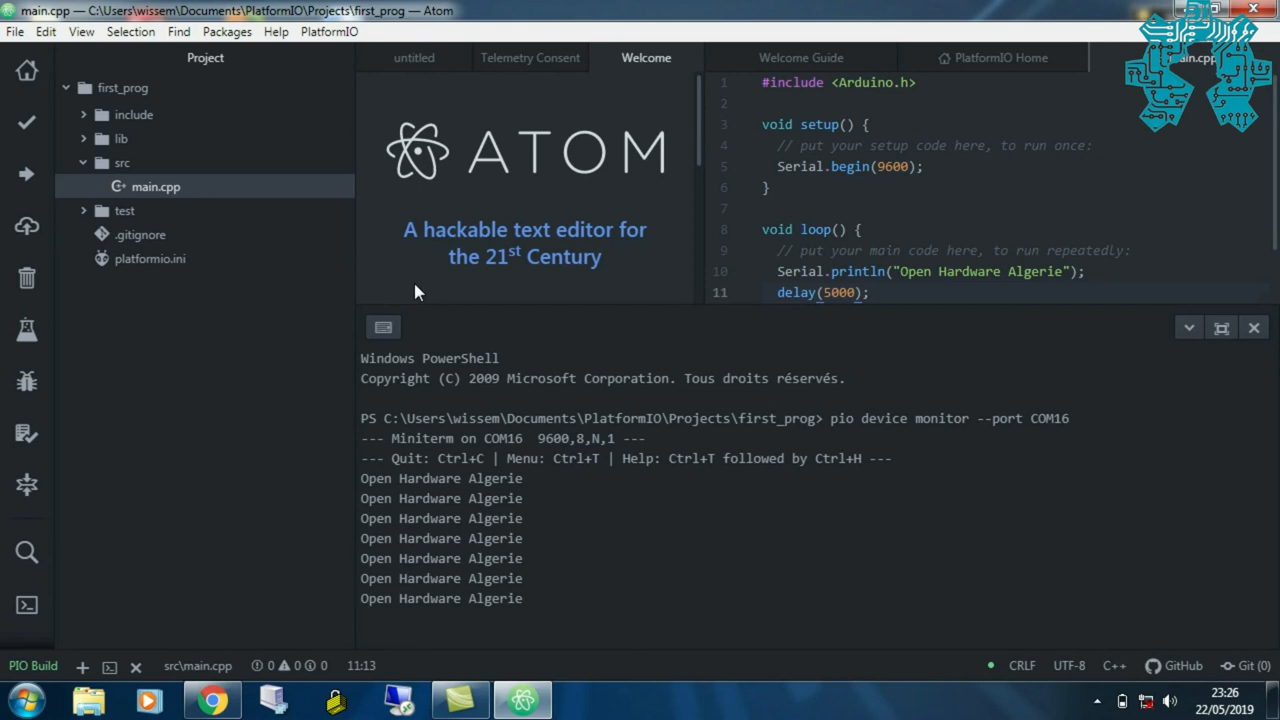 main.cpp — C:\Users\wissem\Documents\PlatformIO\Projects\first_prog — Atom
File Edit View Selection Find Packages Help PlatformIO
Project
first_prog
include
lib
src
main.cpp
test
.gitignore
platformio.ini
untitled Telemetry Consent Welcome
ATOM
A hackable text editor for
the 21st Century
Welcome Guide PlatformIO Home main.cpp
1 #include <Arduino.h>
2
3 void setup() {
4 // put your setup code here, to run once:
5 Serial.begin(9600);
6 }
7
8 void loop() {
9 // put your main code here, to run repeatedly:
10 Serial.println("Open Hardware Algerie");
11 delay(5000);
Windows PowerShell
Copyright (C) 2009 Microsoft Corporation. Tous droits réservés.
PS C:\Users\wissem\Documents\PlatformIO\Projects\first_prog> pio device monitor --port COM16
--- Miniterm on COM16  9600,8,N,1 ---
--- Quit: Ctrl+C | Menu: Ctrl+T | Help: Ctrl+T followed by Ctrl+H ---
Open Hardware Algerie
Open Hardware Algerie
Open Hardware Algerie
Open Hardware Algerie
Open Hardware Algerie
Open Hardware Algerie
Open Hardware Algerie
PIO Build src\main.cpp 0 0 0 11:13 CRLF UTF-8 C++ GitHub Git (0)
23:26
22/05/2019